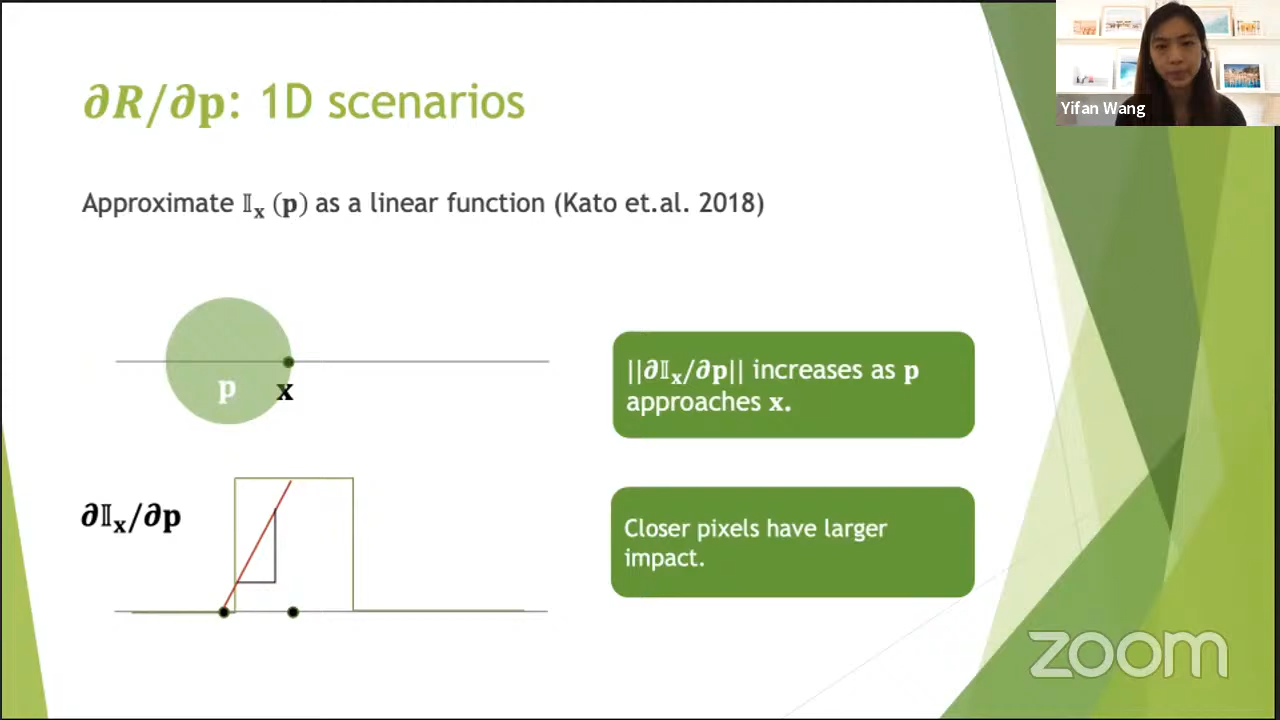 ∂R/∂p: 1D scenarios
Yifan Wang
Approximate 𝕀ₓ (p) as a linear function (Kato et.al. 2018)
p
x
||∂𝕀ₓ/∂p|| increases as p
approaches x.
∂𝕀ₓ/∂p
Closer pixels have larger
impact.
zoom